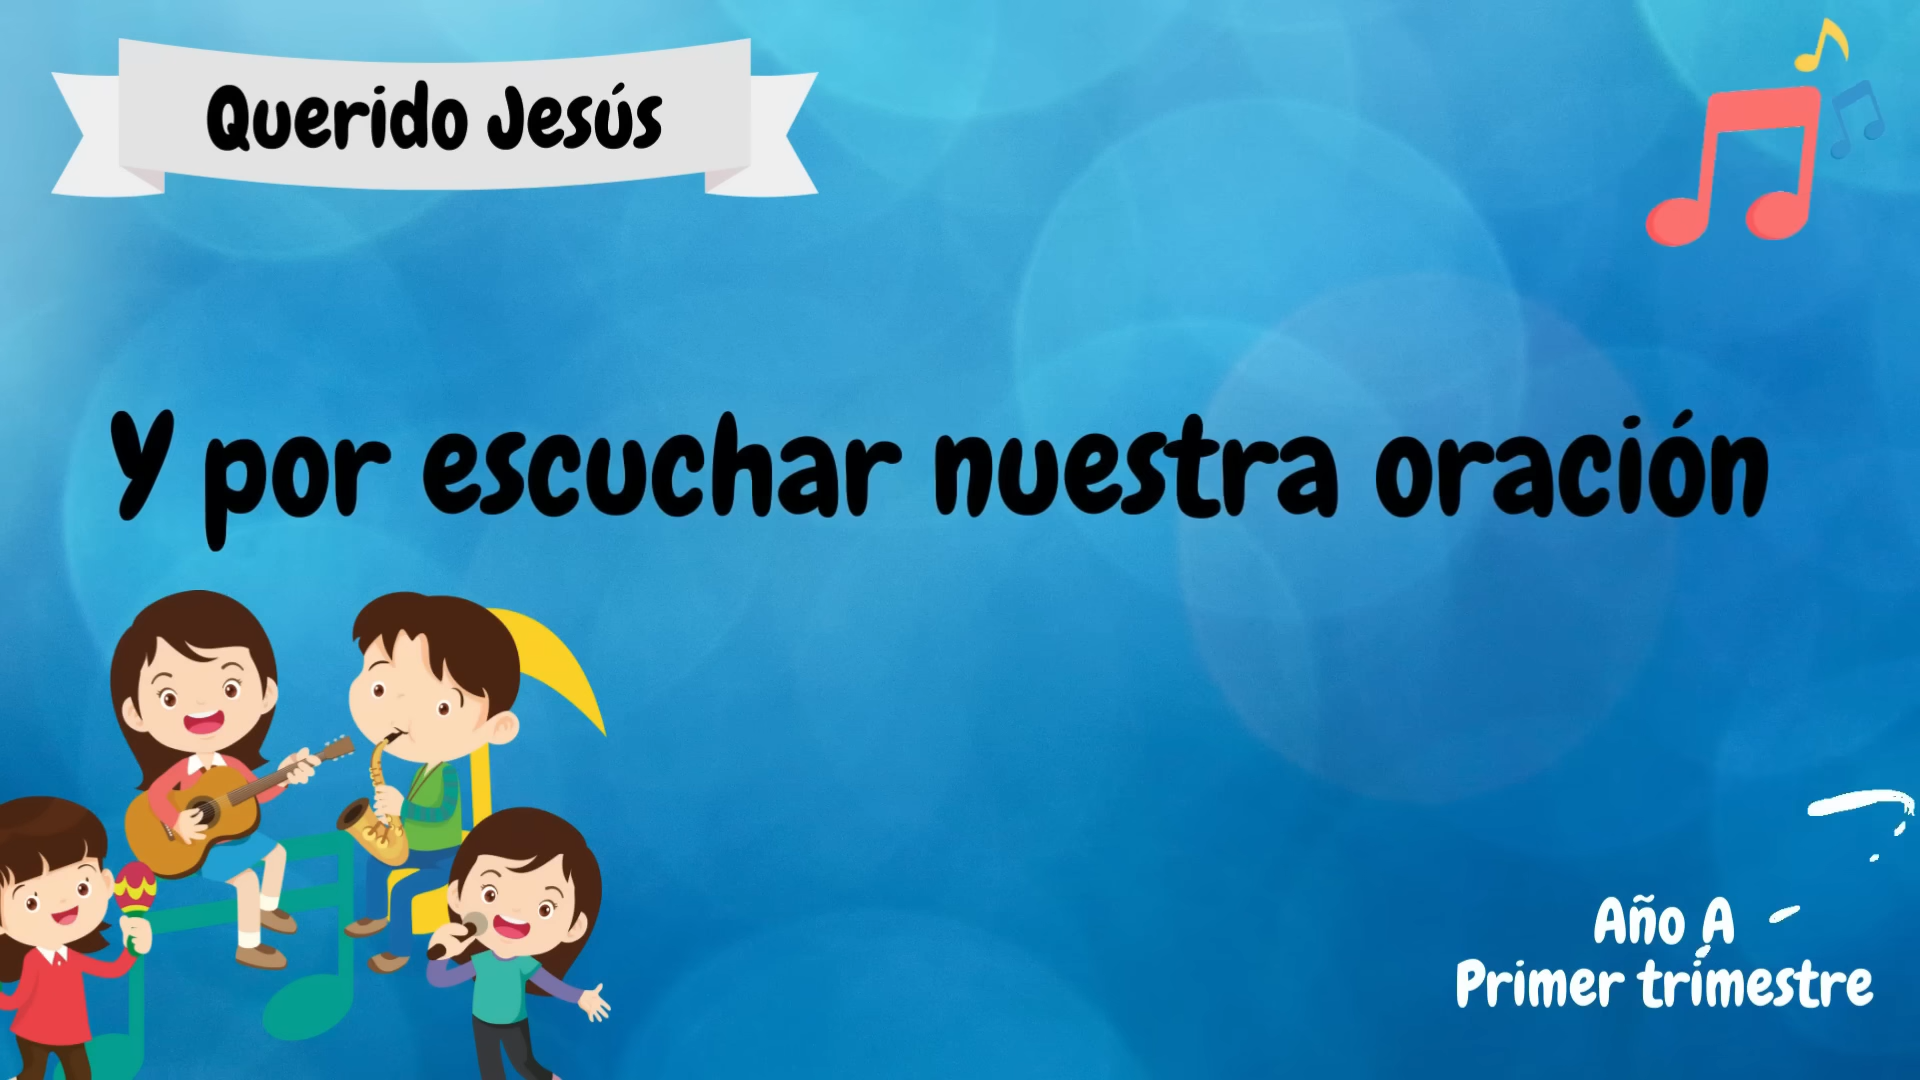 Querido Jesús
Y por escuchar nuestra oración
Año A
Primer trimestre